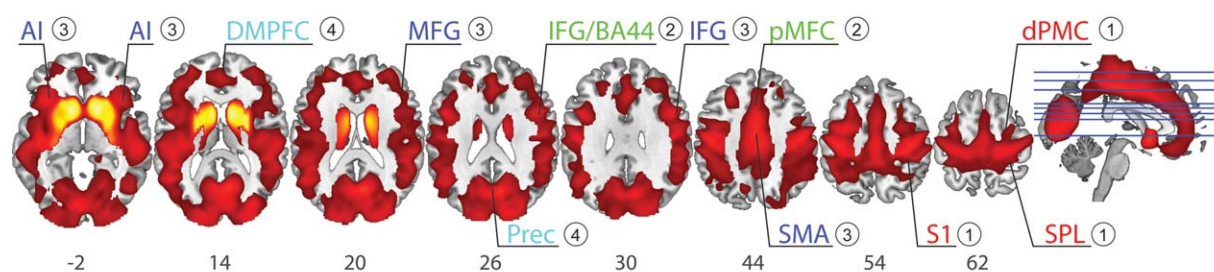 AI ③ AI ③ DMPFC ④ MFG ③ IFG/BA44 ② IFG ③ pMFC ② dPMC ①
Prec ④ SMA ③ S1 ① SPL ①
-2 14 20 26 30 44 54 62